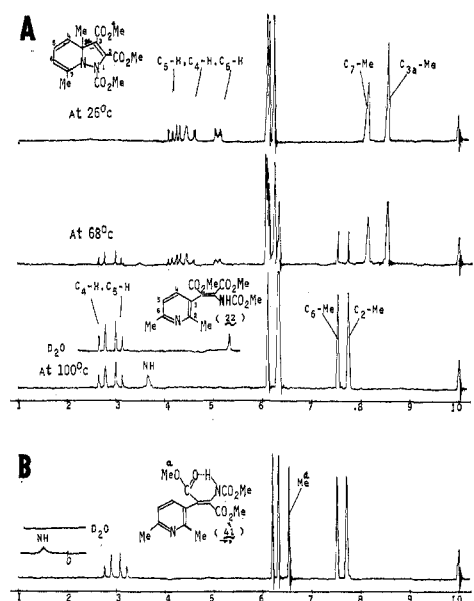 A
Me
CO₂Me
CO₂Me
CO₂Me
Me
N
N
C₅-H, C₄-H, C₆-H
C₇-Me
C₃ₐ-Me
At 26°C
At 68°C
C₄-H, C₅-H
CO₂Me CO₂Me
NHCO₂Me
Me
N
Me
D₂O
C₆-Me
C₂-Me
At 100°C
NH
1 2 3 4 5 6 7 8 9 10
B
a
MeO
O--H
NCO₂Me
CO₂Me
Me
N
Me
a
Me
D₂O
NH
1 2 3 4 5 6 7 8 9 10